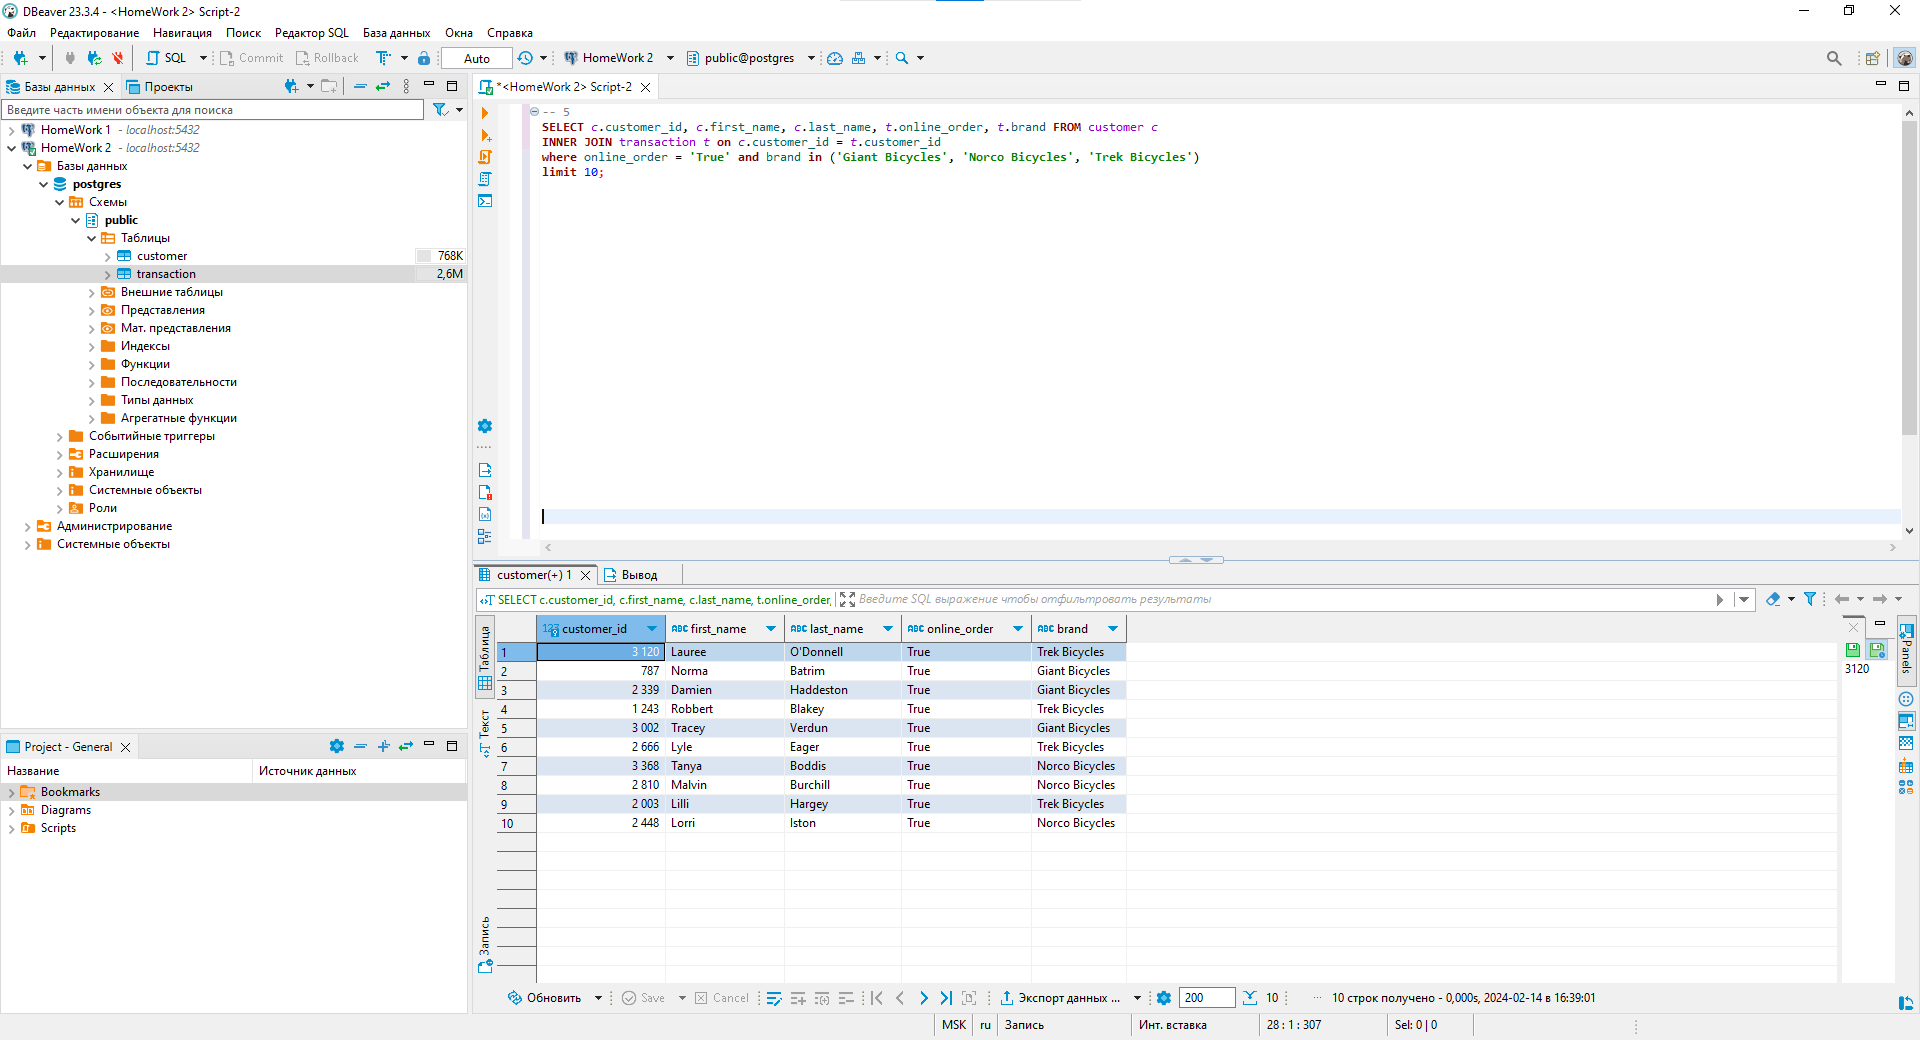 DBeaver 23.3.4 - <HomeWork 2> Script-2
Файл Редактирование Навигация Поиск Редактор SQL База данных Окна Справка
SQL Commit Rollback Auto HomeWork 2 public@postgres
Базы данных Проекты
Введите часть имени объекта для поиска
HomeWork 1 - localhost:5432
HomeWork 2 - localhost:5432
Базы данных
postgres
Схемы
public
Таблицы
customer 768K
transaction 2,6M
Внешние таблицы
Представления
Мат. представления
Индексы
Функции
Последовательности
Типы данных
Агрегатные функции
Событийные триггеры
Расширения
Хранилище
Системные объекты
Роли
Администрирование
Системные объекты
Project - General
Название Источник данных
Bookmarks
Diagrams
Scripts
*<HomeWork 2> Script-2
-- 5
SELECT c.customer_id, c.first_name, c.last_name, t.online_order, t.brand FROM customer c
INNER JOIN transaction t on c.customer_id = t.customer_id
where online_order = 'True' and brand in ('Giant Bicycles', 'Norco Bicycles', 'Trek Bicycles')
limit 10;
customer(+) 1 Вывод
SELECT c.customer_id, c.first_name, c.last_name, t.online_order, Введите SQL выражение чтобы отфильтровать результаты
Таблица
Текст
Запись
123 customer_id ABC first_name ABC last_name ABC online_order ABC brand
1 3 120 Lauree O'Donnell True Trek Bicycles
2 787 Norma Batrim True Giant Bicycles
3 2 339 Damien Haddeston True Giant Bicycles
4 1 243 Robbert Blakey True Trek Bicycles
5 3 002 Tracey Verdun True Giant Bicycles
6 2 666 Lyle Eager True Trek Bicycles
7 3 368 Tanya Boddis True Norco Bicycles
8 2 810 Malvin Burchill True Norco Bicycles
9 2 003 Lilli Hargey True Trek Bicycles
10 2 448 Lorri Iston True Norco Bicycles
3120
Panels
Обновить Save Cancel Экспорт данных ... 200 10 ... 10 строк получено - 0,000s, 2024-02-14 в 16:39:01
MSK ru Запись Инт. вставка 28 : 1 : 307 Sel: 0 | 0